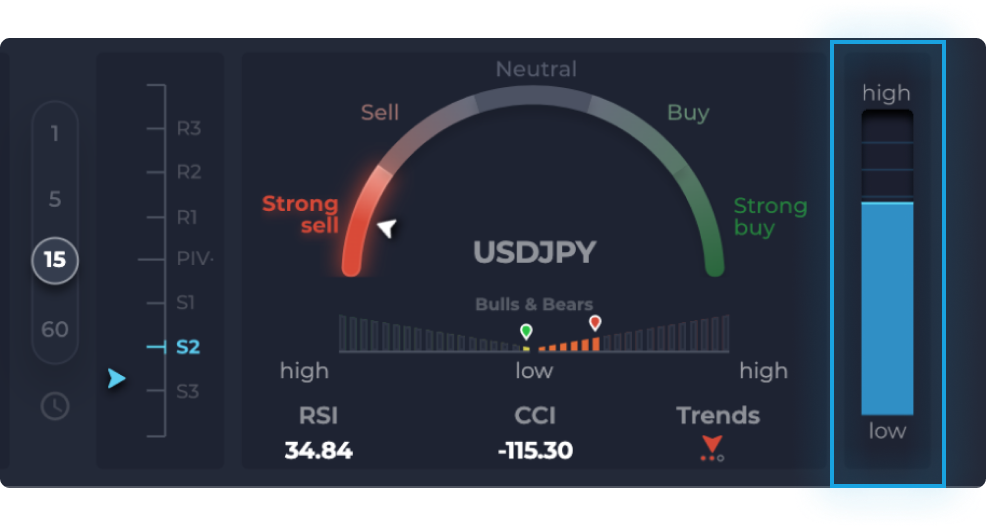 1
5
15
60
R3
R2
R1
PIV·
S1
S2
S3
Neutral
Sell
Buy
Strong
sell
Strong
buy
USDJPY
Bulls & Bears
high
low
high
RSI
CCI
Trends
34.84
-115.30
high
low